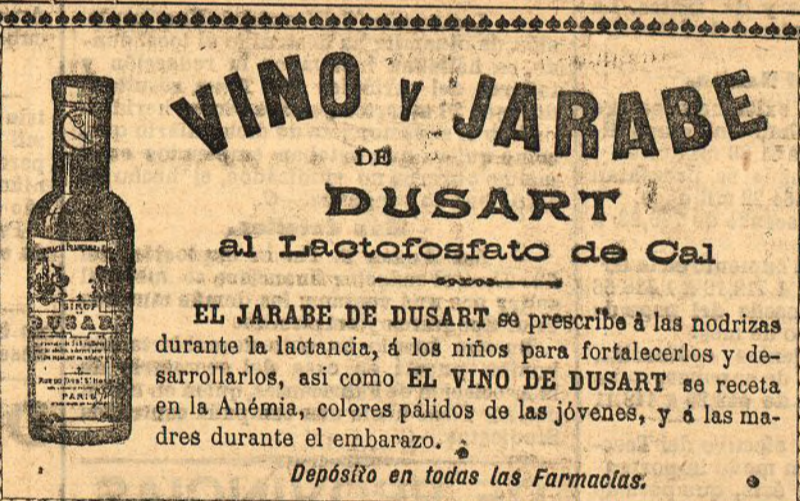 VINO Y JARABE
DE
DUSART
al Lactofosfato de Cal
EL JARABE DE DUSART se prescribe á las nodrizas
durante la lactancia, á los niños para fortalecerlos y de-
sarrollarlos, asi como EL VINO DE DUSART se receta
en la Anémia, colores pálidos de las jóvenes, y á las ma-
dres durante el embarazo.
Depósito en todas las Farmacias.
SIROP
DUSART
PARIS